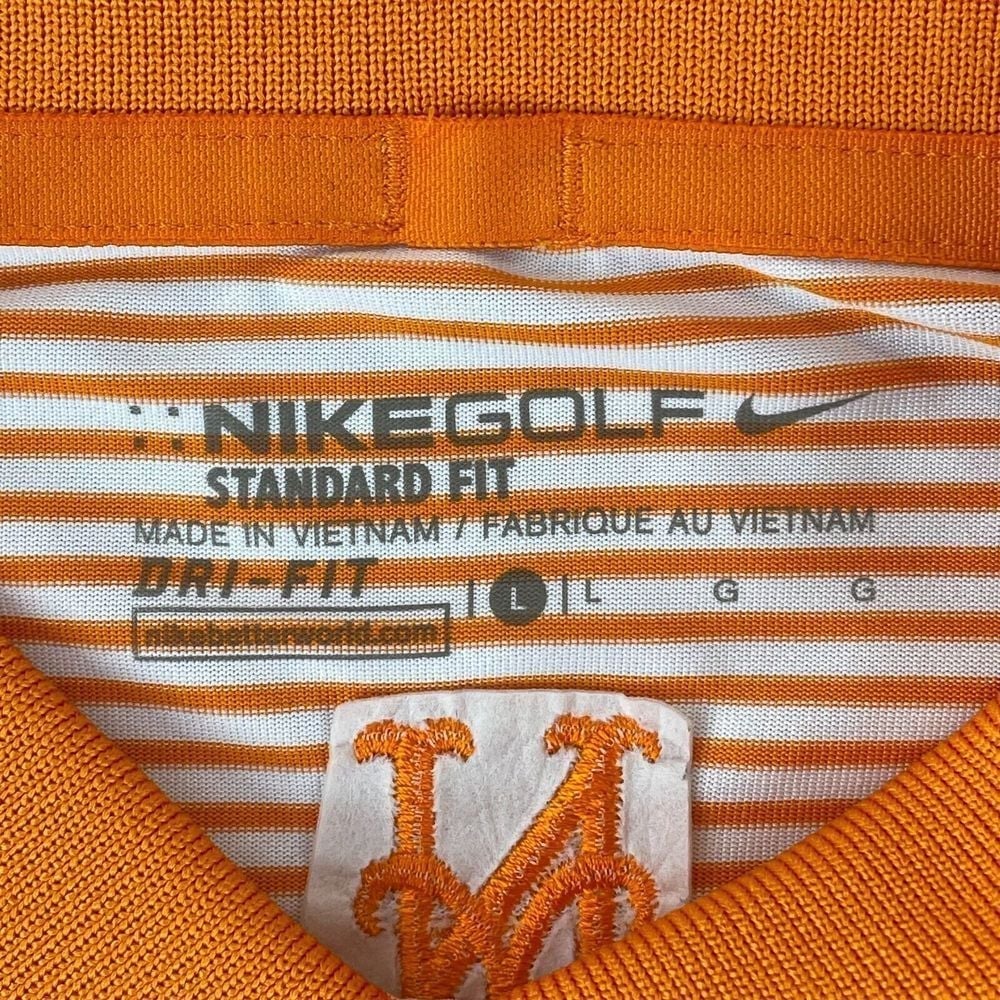 NIKEGOLF
STANDARD FIT
MADE IN VIETNAM / FABRIQUE AU VIETNAM
DRI-FIT | L | L G G
nikebetterworld.com